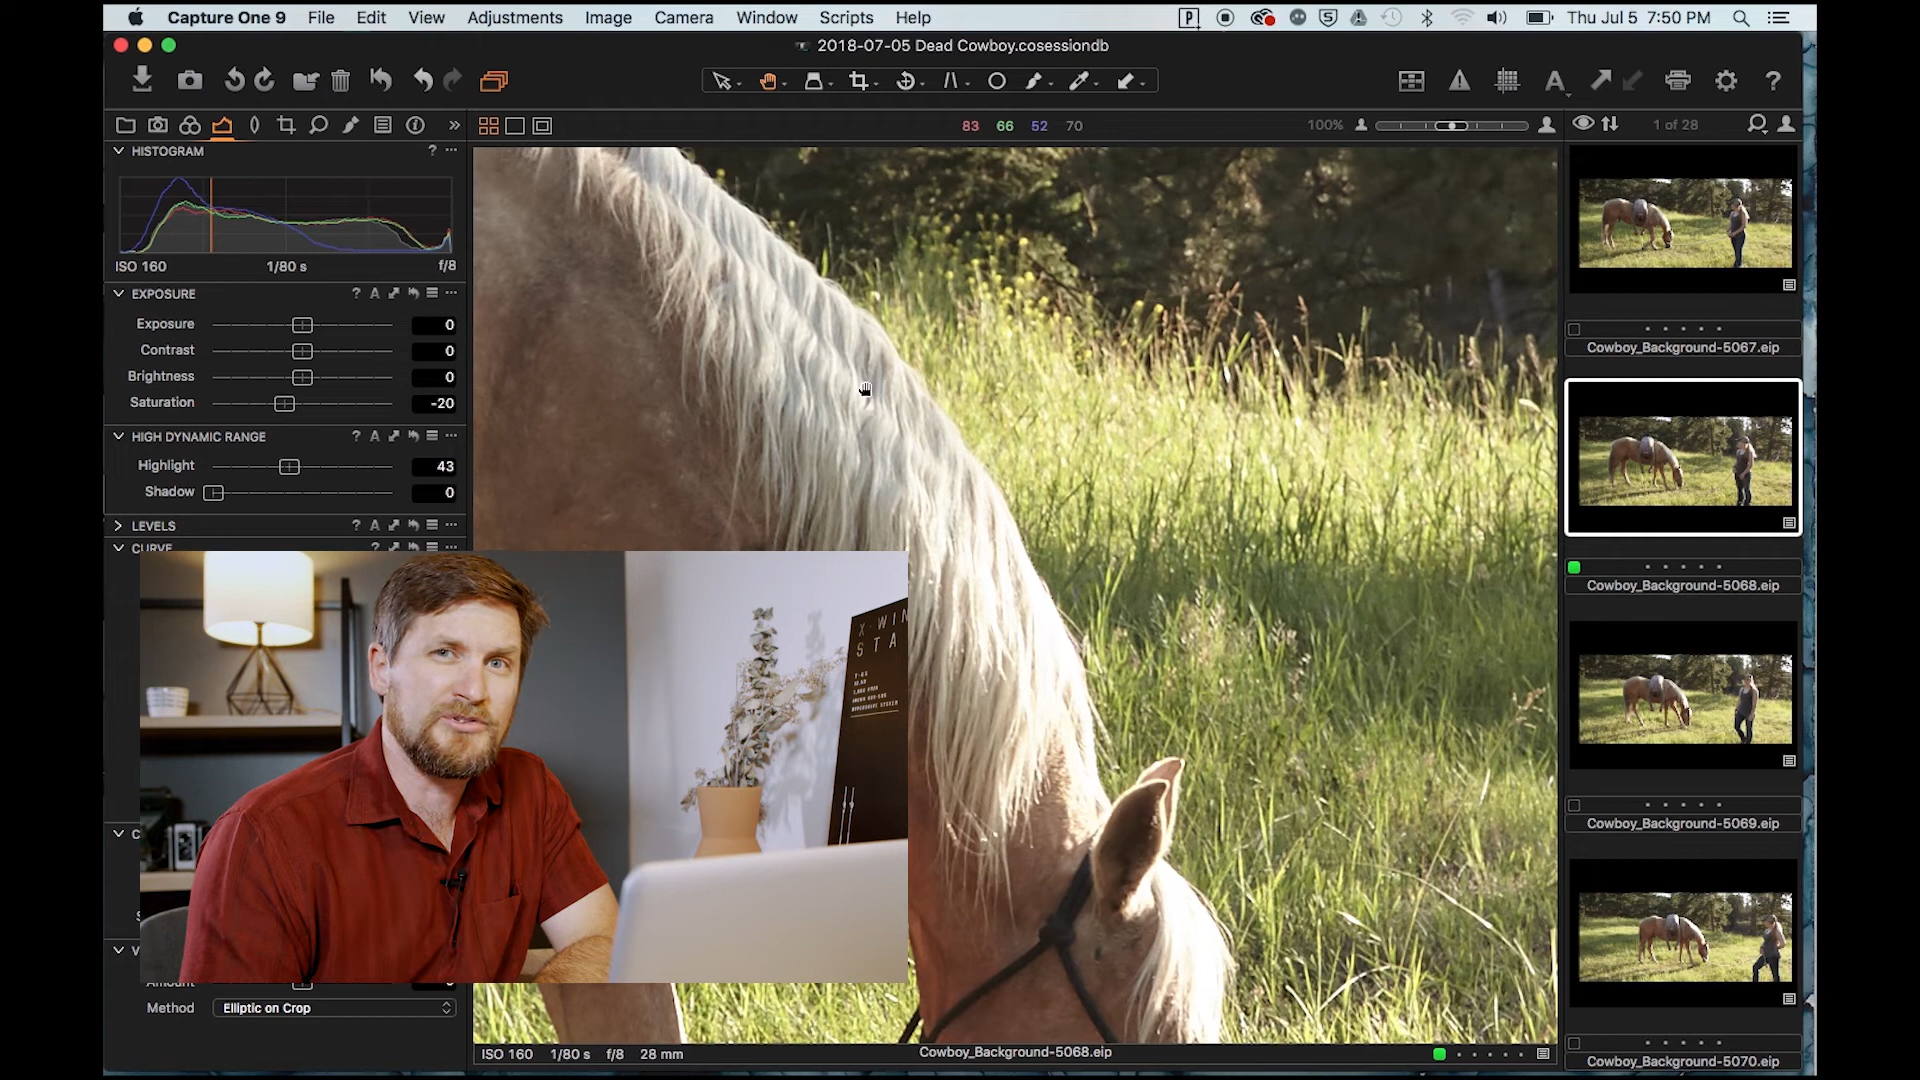 Capture One 9 File Edit View Adjustments Image Camera Window Scripts Help Thu Jul 5 7:50 PM
2018-07-05 Dead Cowboy.cosessiondb
83 66 52 70 100% 1 of 28
HISTOGRAM
ISO 160 1/80 s f/8
EXPOSURE
Exposure 0
Contrast 0
Brightness 0
Saturation -20
HIGH DYNAMIC RANGE
Highlight 43
Shadow 0
LEVELS
CURVE
X-WIN
STA
Amount
Method Elliptic on Crop
ISO 160 1/80 s f/8 28 mm Cowboy_Background-5068.eip
Cowboy_Background-5067.eip
Cowboy_Background-5068.eip
Cowboy_Background-5069.eip
Cowboy_Background-5070.eip